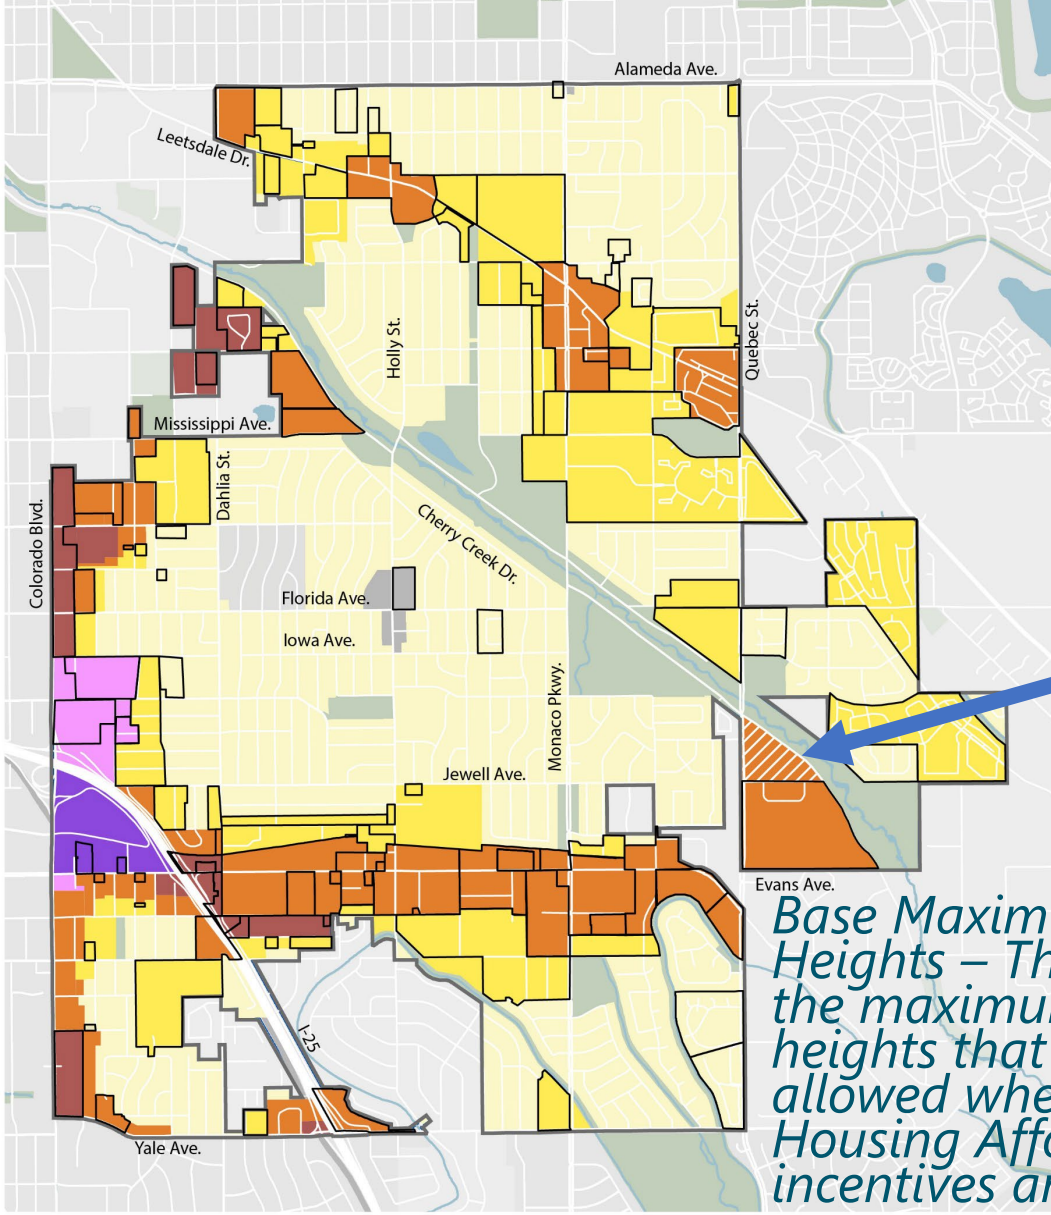 Alameda Ave.
Leetsdale Dr.
Quebec St.
Holly St.
Mississippi Ave.
Dahlia St.
Colorado Blvd.
Cherry Creek Dr.
Florida Ave.
Iowa Ave.
Monaco Pkwy.
Jewell Ave.
Evans Ave.
I-25
Yale Ave.
Base Maxim
Heights – Th
the maximu
heights that
allowed whe
Housing Affo
incentives ar